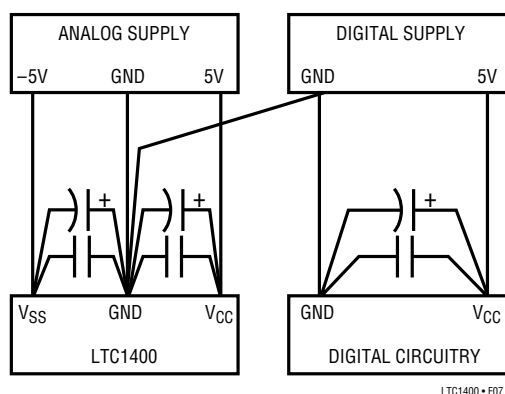 ANALOG SUPPLY
–5V GND 5V
DIGITAL SUPPLY
GND 5V
+ +
+
VSS GND VCC
LTC1400
GND VCC
DIGITAL CIRCUITRY
LTC1400 • F07